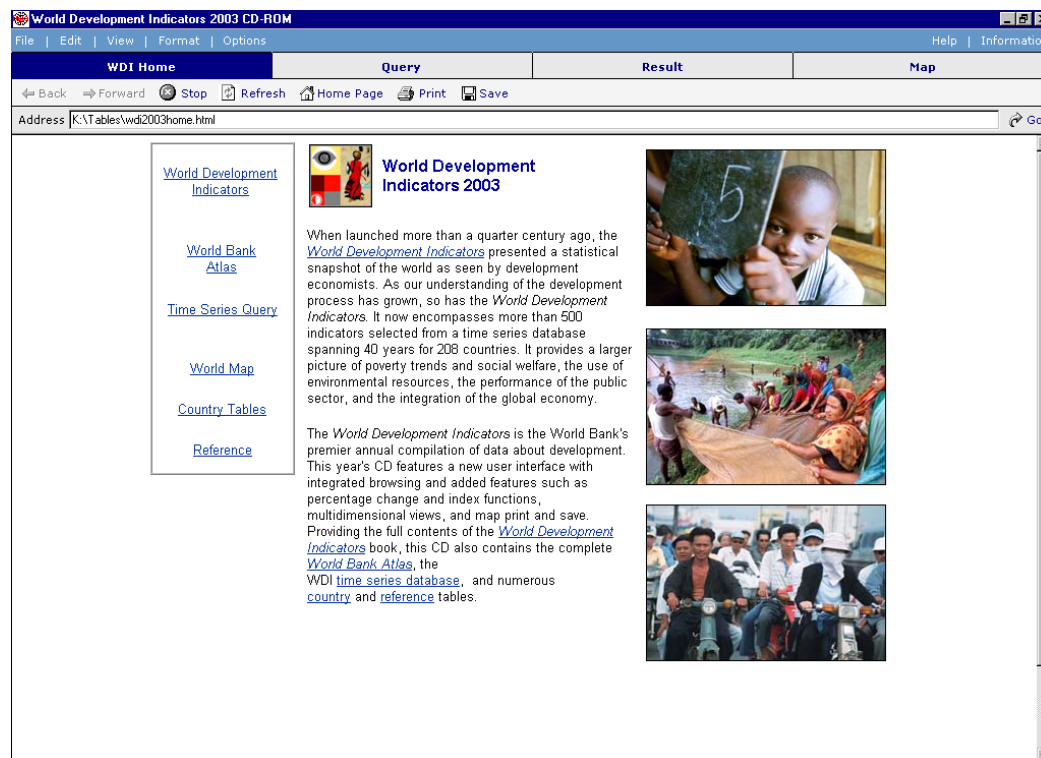 World Development Indicators 2003 CD-ROM
File | Edit | View | Format | Options
Help | Informatio
WDI Home
Query
Result
Map
Back Forward Stop Refresh Home Page Print Save
Address K:\Tables\wdi2003home.html
Go
World Development
Indicators
World Bank
Atlas
Time Series Query
World Map
Country Tables
Reference
World Development
Indicators 2003
When launched more than a quarter century ago, the
World Development Indicators presented a statistical
snapshot of the world as seen by development
economists. As our understanding of the development
process has grown, so has the World Development
Indicators. It now encompasses more than 500
indicators selected from a time series database
spanning 40 years for 208 countries. It provides a larger
picture of poverty trends and social welfare, the use of
environmental resources, the performance of the public
sector, and the integration of the global economy.
The World Development Indicators is the World Bank's
premier annual compilation of data about development.
This year's CD features a new user interface with
integrated browsing and added features such as
percentage change and index functions,
multidimensional views, and map print and save.
Providing the full contents of the World Development
Indicators book, this CD also contains the complete
World Bank Atlas, the
WDI time series database, and numerous
country and reference tables.
5